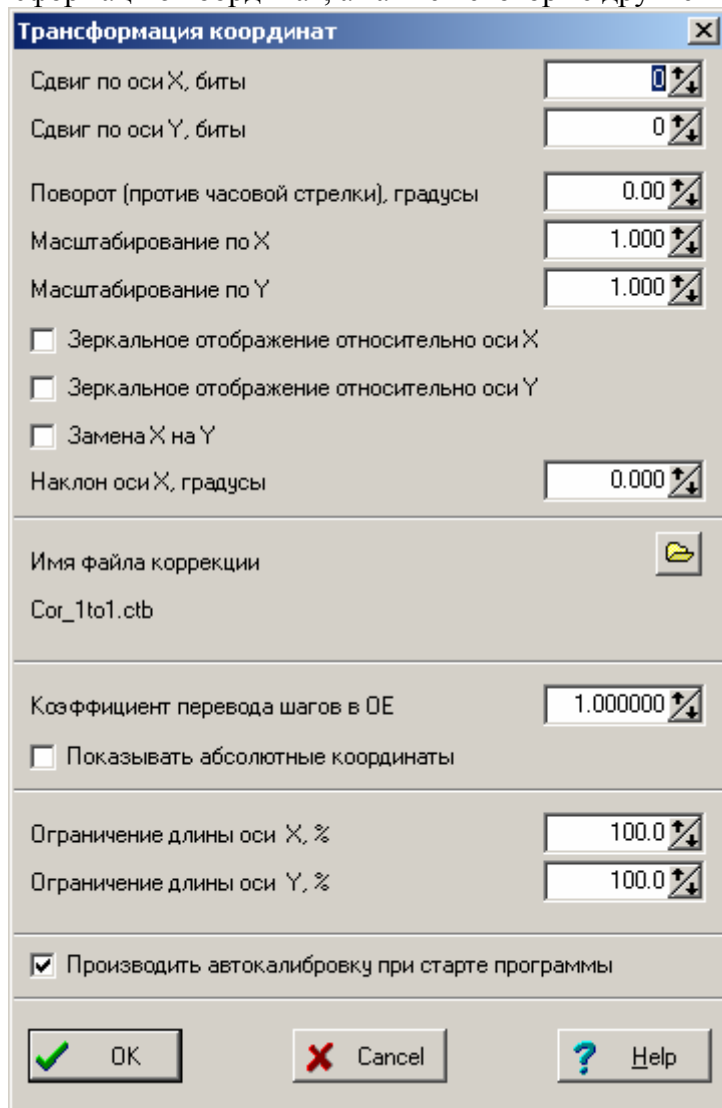 Трансформация координат
Сдвиг по оси X, биты 0
Сдвиг по оси Y, биты 0
Поворот (против часовой стрелки), градусы 0.00
Масштабирование по X 1.000
Масштабирование по Y 1.000
Зеркальное отображение относительно оси X
Зеркальное отображение относительно оси Y
Замена X на Y
Наклон оси X, градусы 0.000
Имя файла коррекции
Cor_1to1.ctb
Коэффициент перевода шагов в ОЕ 1.000000
Показывать абсолютные координаты
Ограничение длины оси X, % 100.0
Ограничение длины оси Y, % 100.0
Производить автокалибровку при старте программы
OK Cancel Help